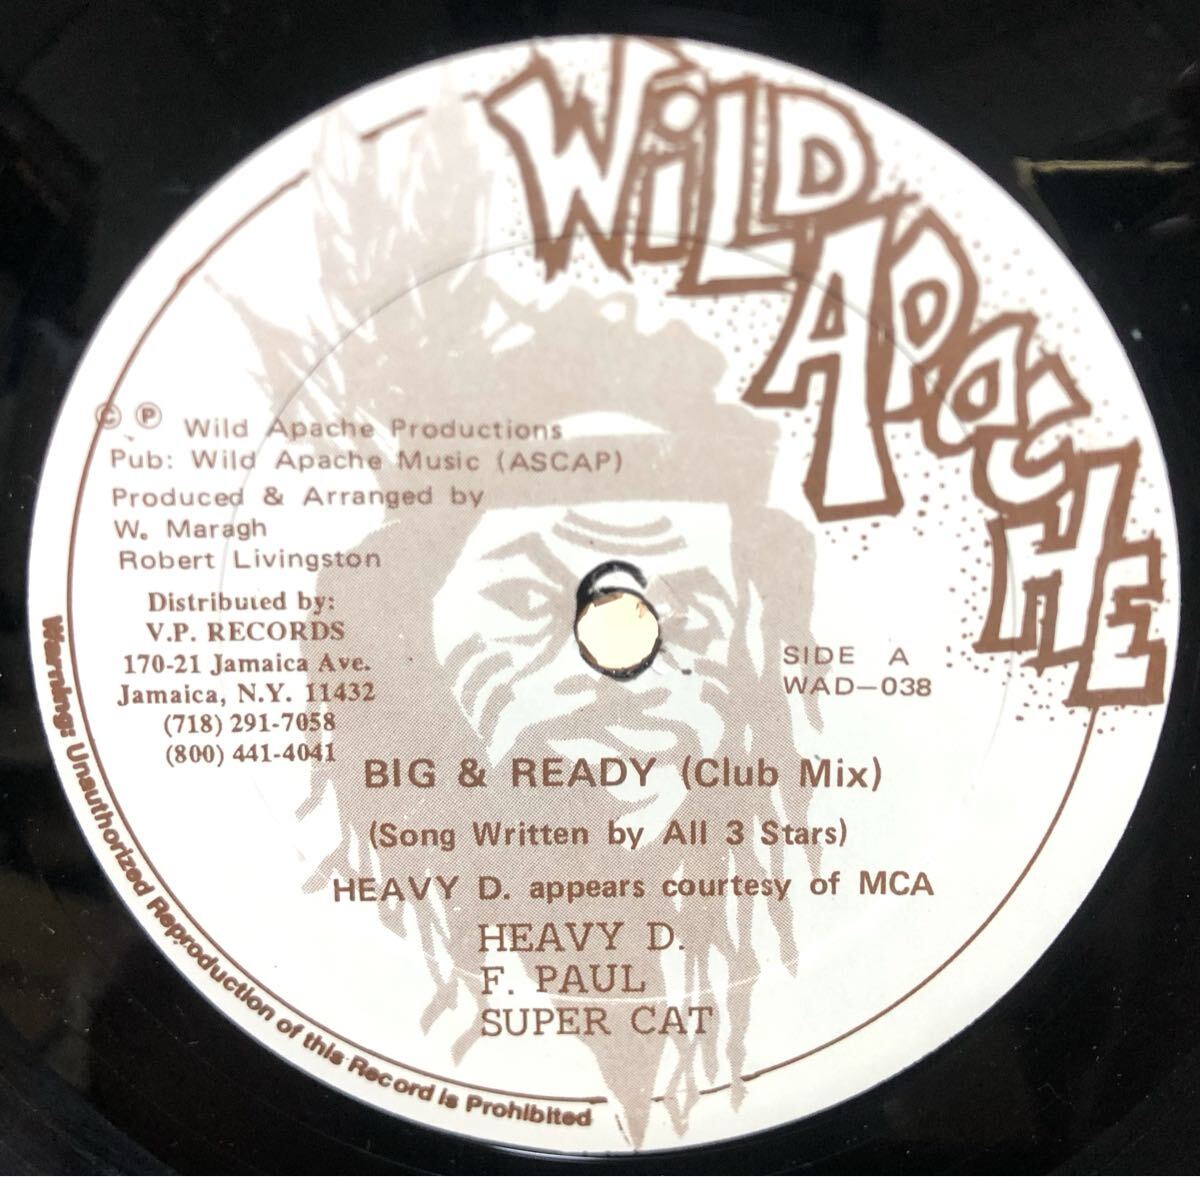 WiLD APACHE
© ℗ Wild Apache Productions
Pub: Wild Apache Music (ASCAP)
Produced & Arranged by
W. Maragh
Robert Livingston
Distributed by:
V.P. RECORDS
170-21 Jamaica Ave.
Jamaica, N.Y. 11432
(718) 291-7058
(800) 441-4041
SIDE A
WAD-038
BIG & READY (Club Mix)
(Song Written by All 3 Stars)
HEAVY D. appears courtesy of MCA
HEAVY D.
F. PAUL
SUPER CAT
Warning: Unauthorized Reproduction of this Record is Prohibited